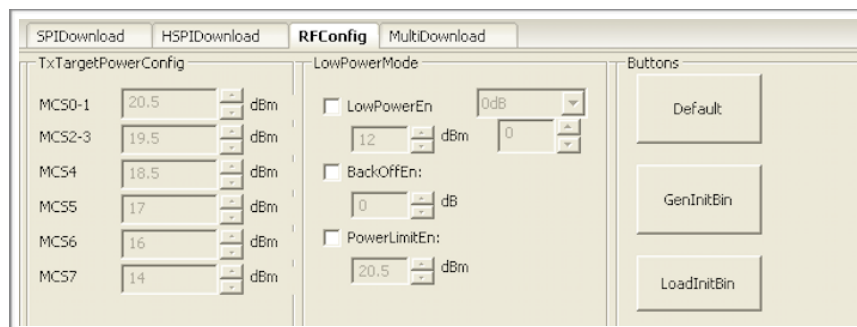 SPIDownload HSPIDownload RFConfig MultiDownload
TxTargetPowerConfig LowPowerMode Buttons
MCS0-1 20.5 dBm LowPowerEn 0dB Default
MCS2-3 19.5 dBm 12 dBm 0
MCS4 18.5 dBm BackOffEn:
MCS5 17 dBm 0 dB GenInitBin
MCS6 16 dBm PowerLimitEn:
MCS7 14 dBm 20.5 dBm LoadInitBin